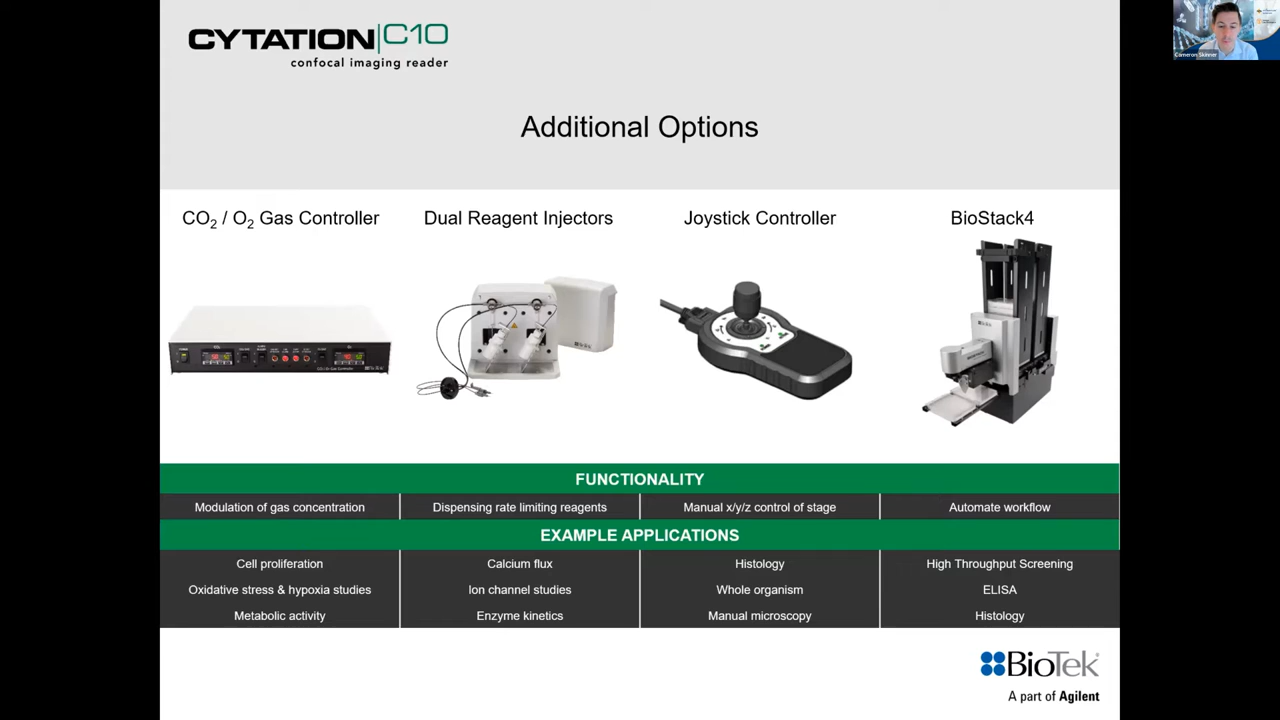 CYTATION C10
confocal imaging reader
Cameron Skinner
Additional Options
CO₂ / O₂ Gas Controller
Dual Reagent Injectors
Joystick Controller
BioStack4
FUNCTIONALITY
Modulation of gas concentration
Dispensing rate limiting reagents
Manual x/y/z control of stage
Automate workflow
EXAMPLE APPLICATIONS
Cell proliferation
Calcium flux
Histology
High Throughput Screening
Oxidative stress & hypoxia studies
Ion channel studies
Whole organism
ELISA
Metabolic activity
Enzyme kinetics
Manual microscopy
Histology
BioTek®
A part of Agilent